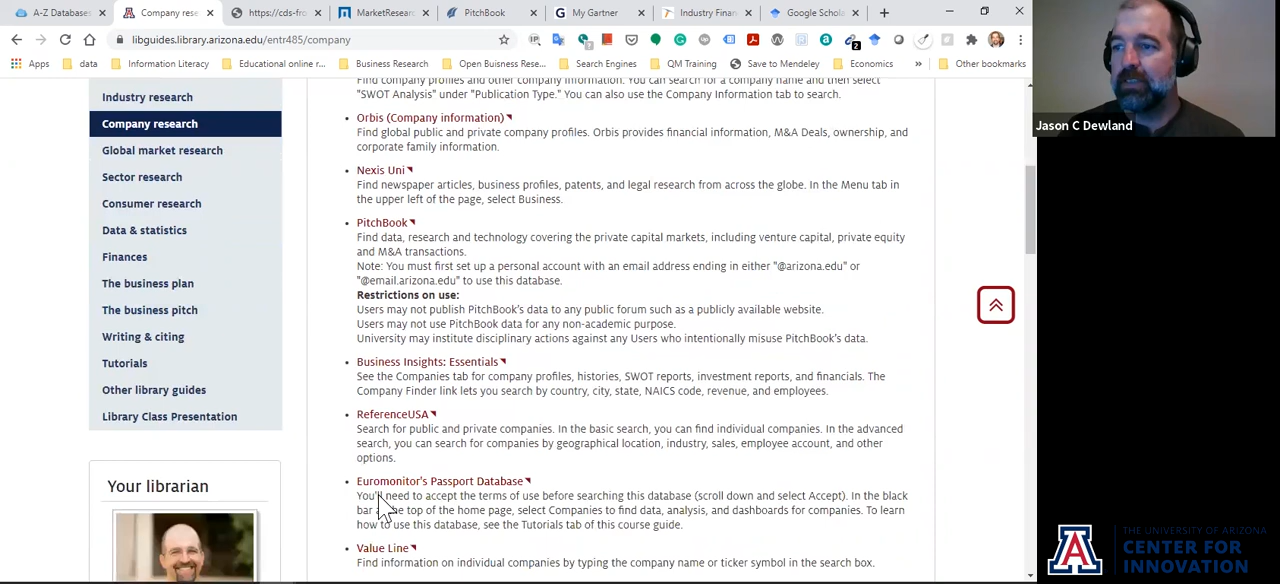 A-Z Databases
Company rese
https://cds-fro
MarketResearc
PitchBook
My Gartner
Industry Finan
Google Schola
libguides.library.arizona.edu/entr485/company
Apps
data
Information Literacy
Educational online r...
Business Research
Open Buisness Rese...
Search Engines
QM Training
Save to Mendeley
Economics
»
Other bookmarks
Industry research
Company research
Global market research
Sector research
Consumer research
Data & statistics
Finances
The business plan
The business pitch
Writing & citing
Tutorials
Other library guides
Library Class Presentation
Your librarian
Find company profiles and other company information. You can search for a company name and then select
"SWOT Analysis" under "Publication Type." You can also use the Company Information tab to search.
Orbis (Company information)
Find global public and private company profiles. Orbis provides financial information, M&A Deals, ownership, and
corporate family information.
Nexis Uni
Find newspaper articles, business profiles, patents, and legal research from across the globe. In the Menu tab in
the upper left of the page, select Business.
PitchBook
Find data, research and technology covering the private capital markets, including venture capital, private equity
and M&A transactions.
Note: You must first set up a personal account with an email address ending in either "@arizona.edu" or
"@email.arizona.edu" to use this database.
Restrictions on use:
Users may not publish PitchBook's data to any public forum such as a publicly available website.
Users may not use PitchBook data for any non-academic purpose.
University may institute disciplinary actions against any Users who intentionally misuse PitchBook's data.
Business Insights: Essentials
See the Companies tab for company profiles, histories, SWOT reports, investment reports, and financials. The
Company Finder link lets you search by country, city, state, NAICS code, revenue, and employees.
ReferenceUSA
Search for public and private companies. In the basic search, you can find individual companies. In the advanced
search, you can search for companies by geographical location, industry, sales, employee account, and other
options.
Euromonitor's Passport Database
You'll need to accept the terms of use before searching this database (scroll down and select Accept). In the black
bar at the top of the home page, select Companies to find data, analysis, and dashboards for companies. To learn
how to use this database, see the Tutorials tab of this course guide.
Value Line
Find information on individual companies by typing the company name or ticker symbol in the search box.
Jason C Dewland
A
THE UNIVERSITY OF ARIZONA
CENTER FOR
INNOVATION